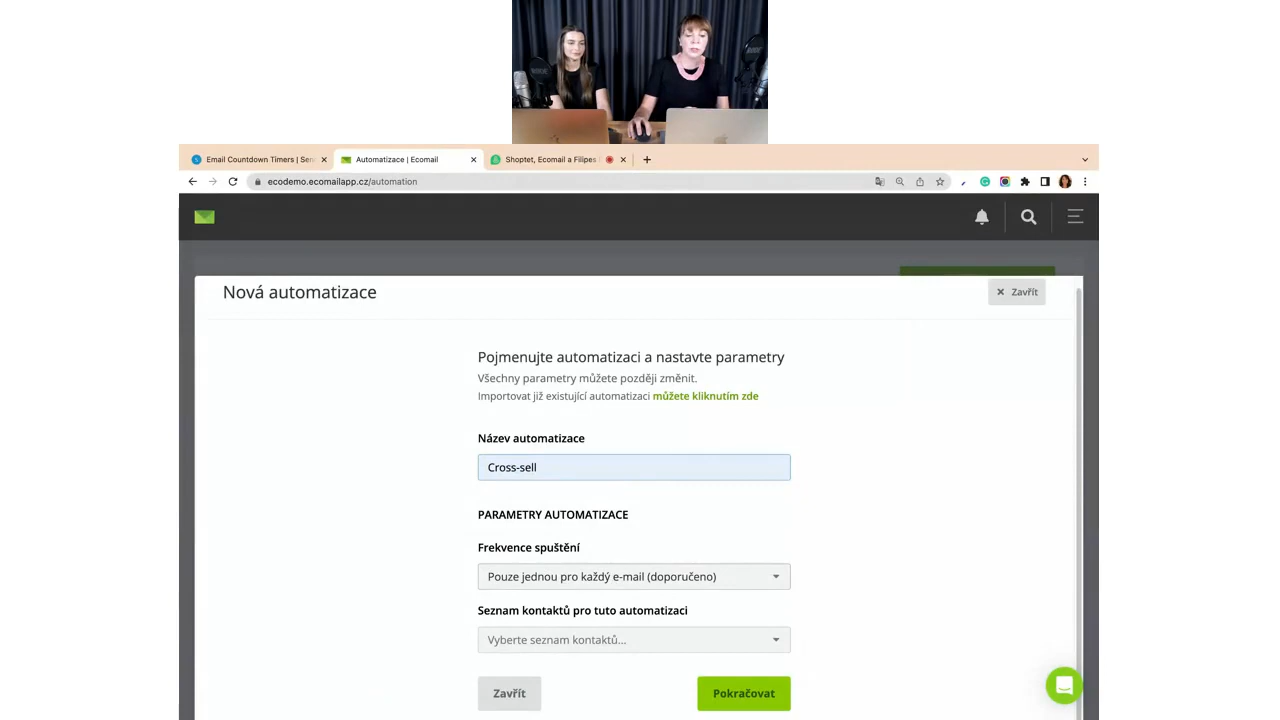 Email Countdown Timers | Sen
Automatizace | Ecomail
Shoptet, Ecomail a Filipes
ecodemo.ecomailapp.cz/automation
Nová automatizace
Zavřít
Pojmenujte automatizaci a nastavte parametry
Všechny parametry můžete později změnit.
Importovat již existující automatizaci můžete kliknutím zde
Název automatizace
Cross-sell
PARAMETRY AUTOMATIZACE
Frekvence spuštění
Pouze jednou pro každý e-mail (doporučeno)
Seznam kontaktů pro tuto automatizaci
Vyberte seznam kontaktů...
Zavřít
Pokračovat